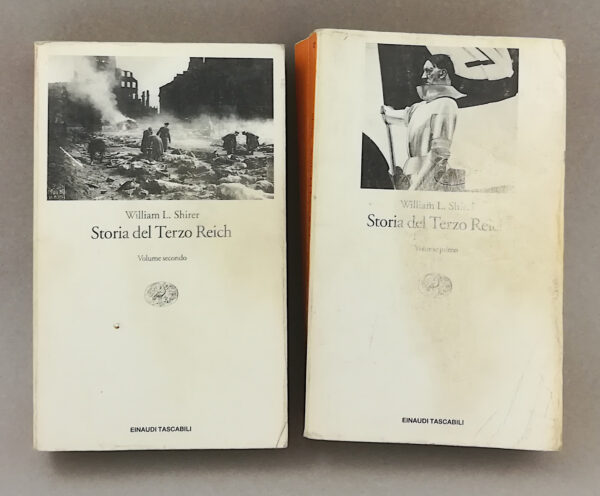 William L. Shirer
Storia del Terzo Reich
Volume secondo
EINAUDI TASCABILI
William L. Shirer
Storia del Terzo Reich
Volume primo
EINAUDI TASCABILI